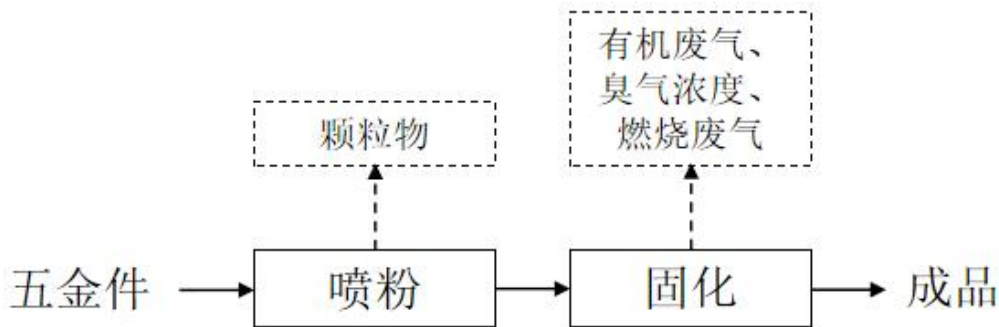 有机废气、
臭气浓度、
燃烧废气
颗粒物
五金件
喷粉
固化
成品